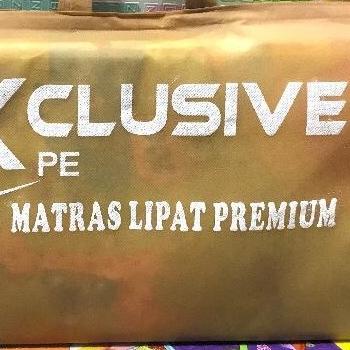 XCLUSIVE
PE
MATRAS LIPAT PREMIUM